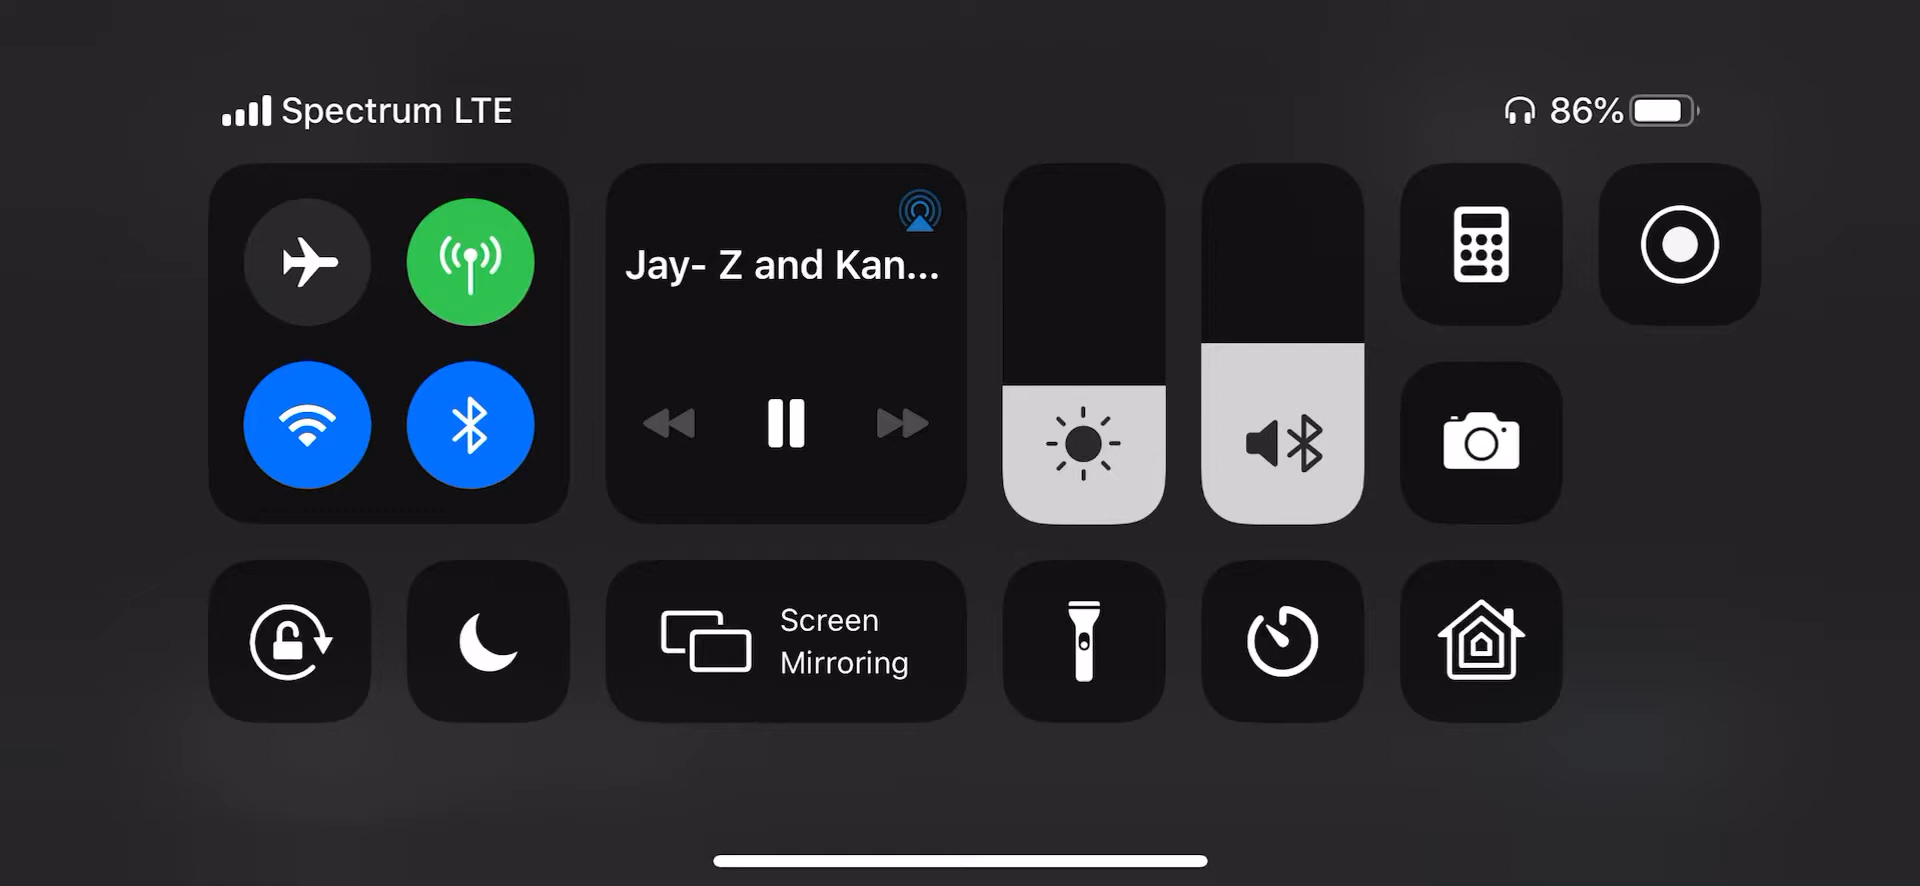 Spectrum LTE
86%
Jay- Z and Kan...
Screen
Mirroring